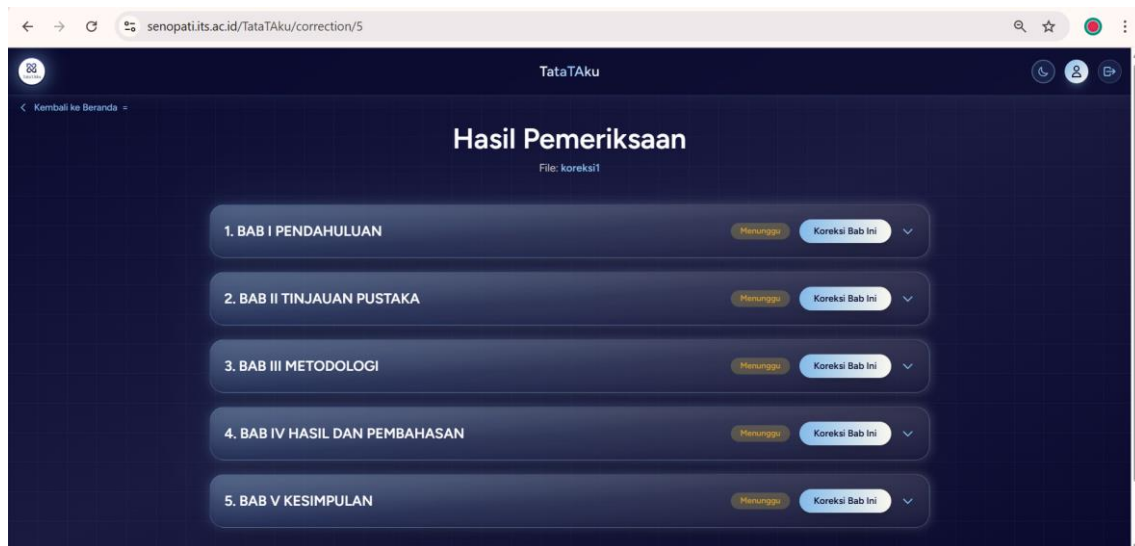 senopati.its.ac.id/TataTAku/correction/5
TataTAku
Kembali ke Beranda =
Hasil Pemeriksaan
File: koreksi1
1. BAB I PENDAHULUAN Menunggu Koreksi Bab Ini
2. BAB II TINJAUAN PUSTAKA Menunggu Koreksi Bab Ini
3. BAB III METODOLOGI Menunggu Koreksi Bab Ini
4. BAB IV HASIL DAN PEMBAHASAN Menunggu Koreksi Bab Ini
5. BAB V KESIMPULAN Menunggu Koreksi Bab Ini